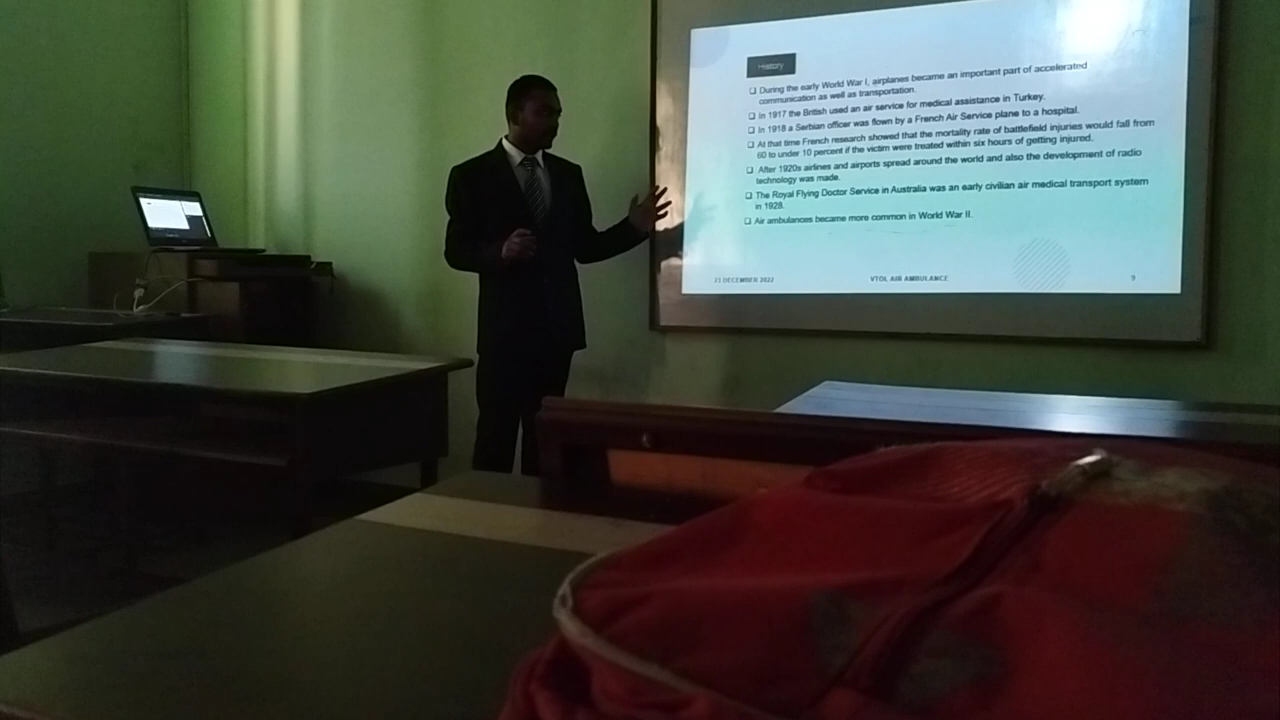 History
❑ During the early World War I, airplanes became an important part of accelerated
communication as well as transportation.
❑ In 1917 the British used an air service for medical assistance in Turkey.
❑ In 1918 a Serbian officer was flown by a French Air Service plane to a hospital.
❑ At that time French research showed that the mortality rate of battlefield injuries would fall from
60 to under 10 percent if the victim were treated within six hours of getting injured.
❑ After 1920s airlines and airports spread around the world and also the development of radio
technology was made.
❑ The Royal Flying Doctor Service in Australia was an early civilian air medical transport system
in 1928.
❑ Air ambulances became more common in World War II.
21 DECEMBER 2022 VTOL AIR AMBULANCE 9